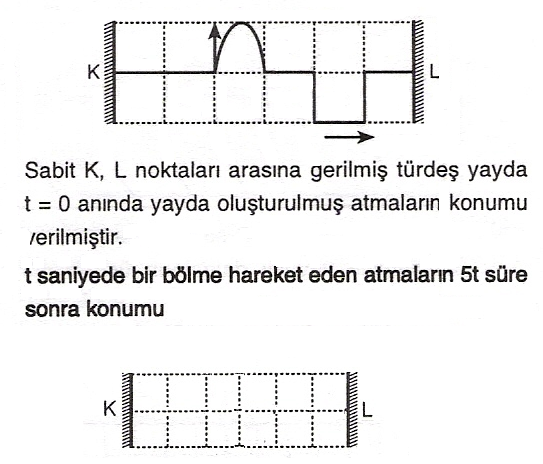 K L
Sabit K, L noktaları arasına gerilmiş türdeş yayda
t = 0 anında yayda oluşturulmuş atmaların konumu
verilmiştir.
t saniyede bir bölme hareket eden atmaların 5t süre
sonra konumu
K L